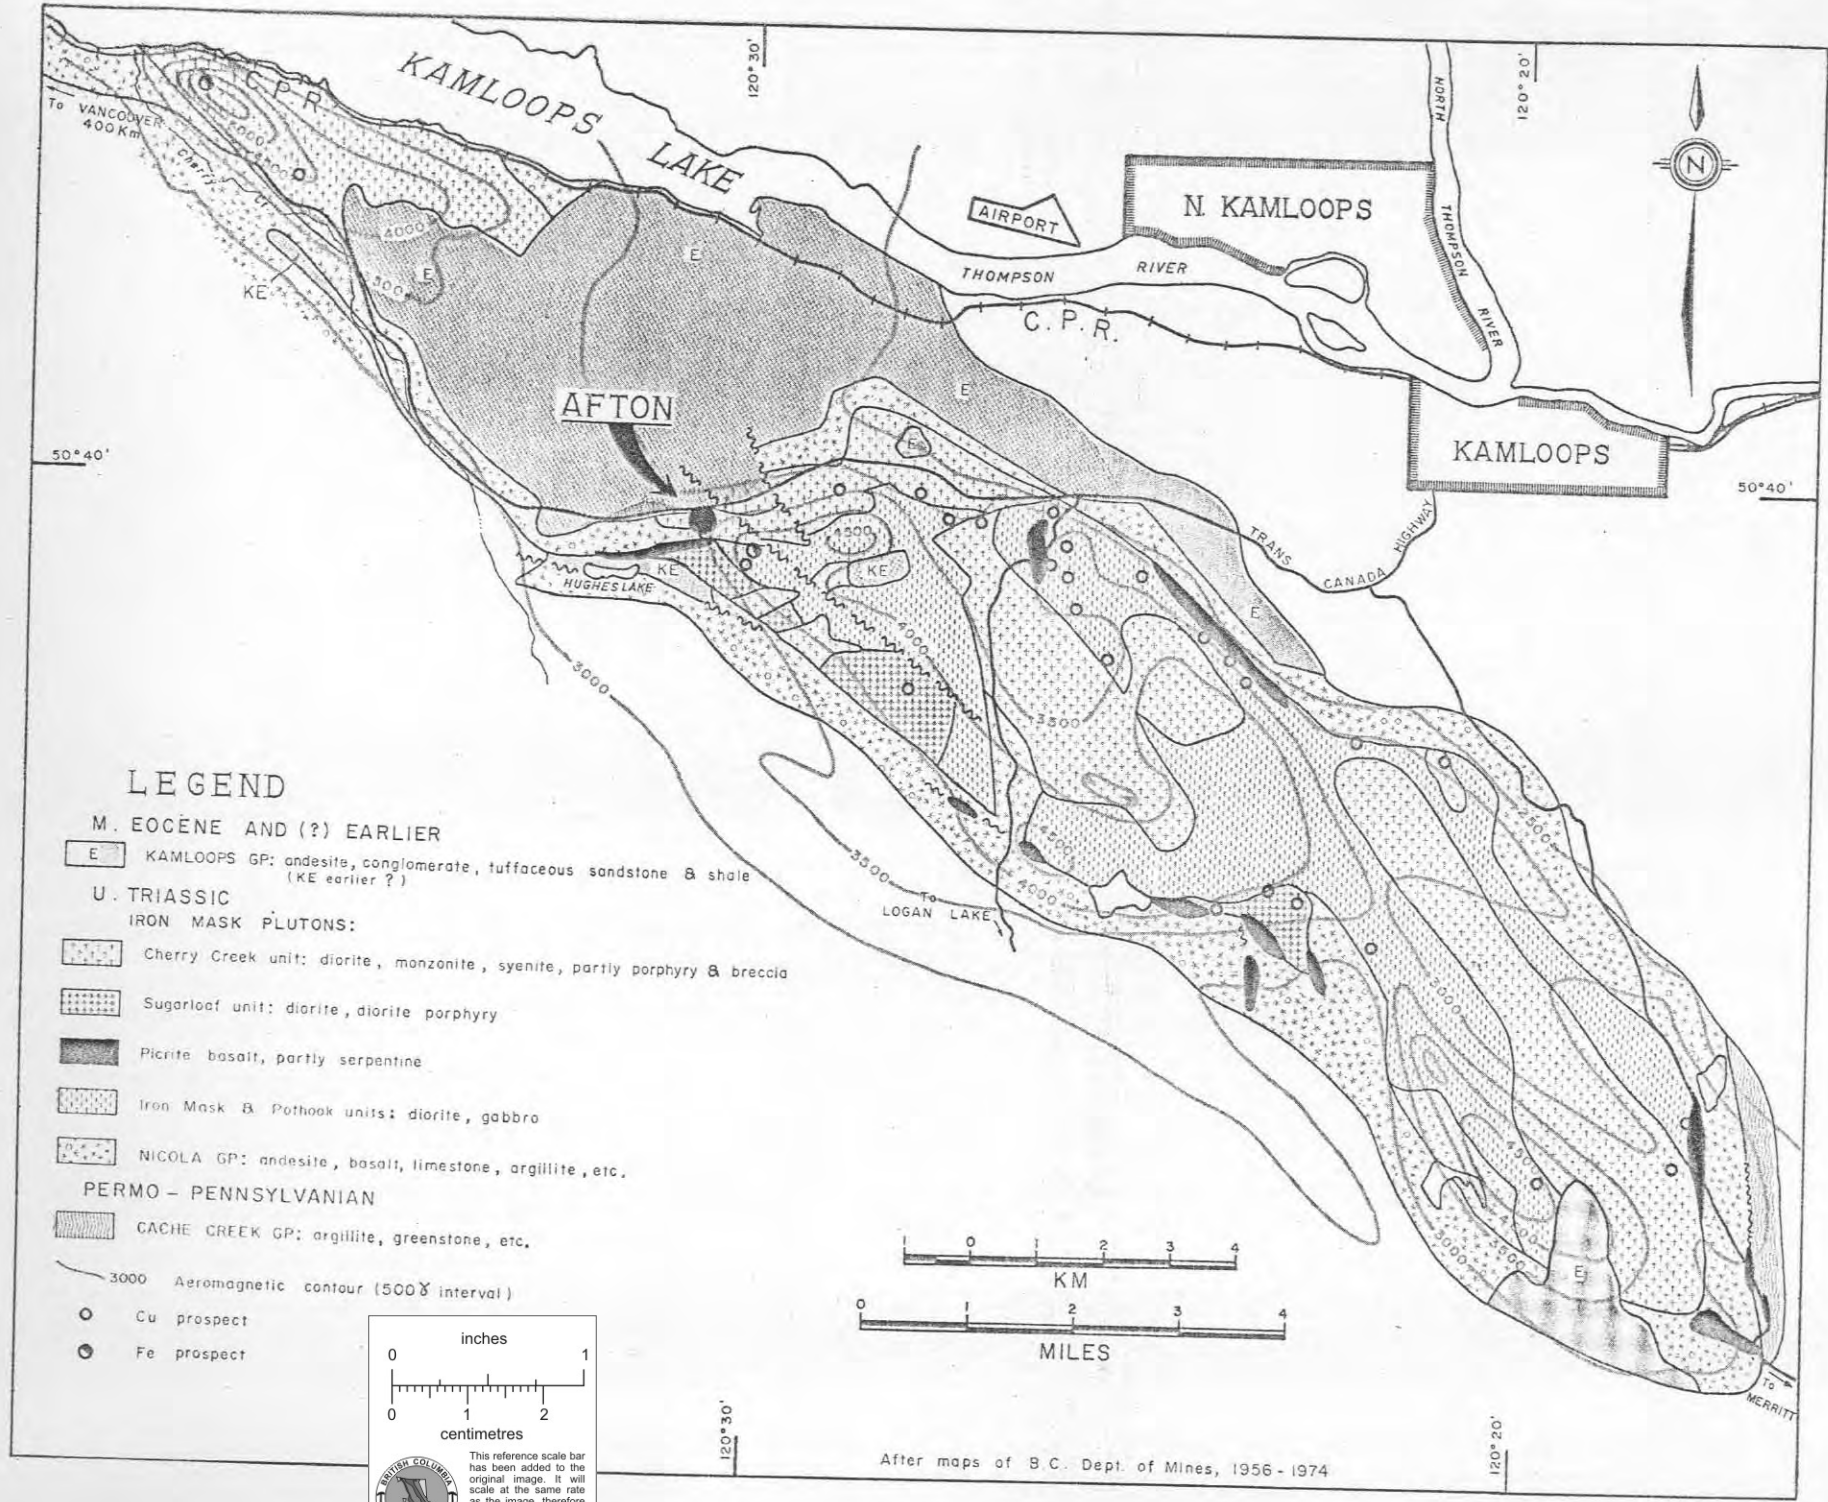 120°30'
120°20'
KAMLOOPS
LAKE
C.P.R.
To VANCOUVER
400 Km
Cherry Cr.
NORTH
THOMPSON
RIVER
N
N. KAMLOOPS
AIRPORT
THOMPSON RIVER
C.P.R.
4000
E
E
KE
AFTON
E
E
KAMLOOPS
50°40'
50°40'
4500
KE
KE
HUGHES LAKE
TRANS
CANADA
HIGHWAY
E
4000
3000
3500
2500
4500
4000
3500
To
LOGAN LAKE
3000
4500
3500
3000
E
To
MERRITT
LEGEND
M. EOCENE AND (?) EARLIER
E KAMLOOPS GP: andesite, conglomerate, tuffaceous sandstone & shale
(KE earlier ?)
U. TRIASSIC
IRON MASK PLUTONS:
Cherry Creek unit: diorite, monzonite, syenite, partly porphyry & breccia
Sugarloaf unit: diorite, diorite porphyry
Picrite basalt, partly serpentine
Iron Mask & Pothook units: diorite, gabbro
NICOLA GP: andesite, basalt, limestone, argillite, etc.
PERMO – PENNSYLVANIAN
CACHE CREEK GP: argillite, greenstone, etc.
3000 Aeromagnetic contour (500 γ interval)
Cu prospect
Fe prospect
1 0 1 2 3 4
KM
0 1 2 3 4
MILES
inches
0 1
0 1 2
centimetres
BRITISH COLUMBIA
This reference scale bar
has been added to the
original image. It will
scale at the same rate
as the image, therefore
120°30'
120°20'
After maps of B.C. Dept. of Mines, 1956 - 1974